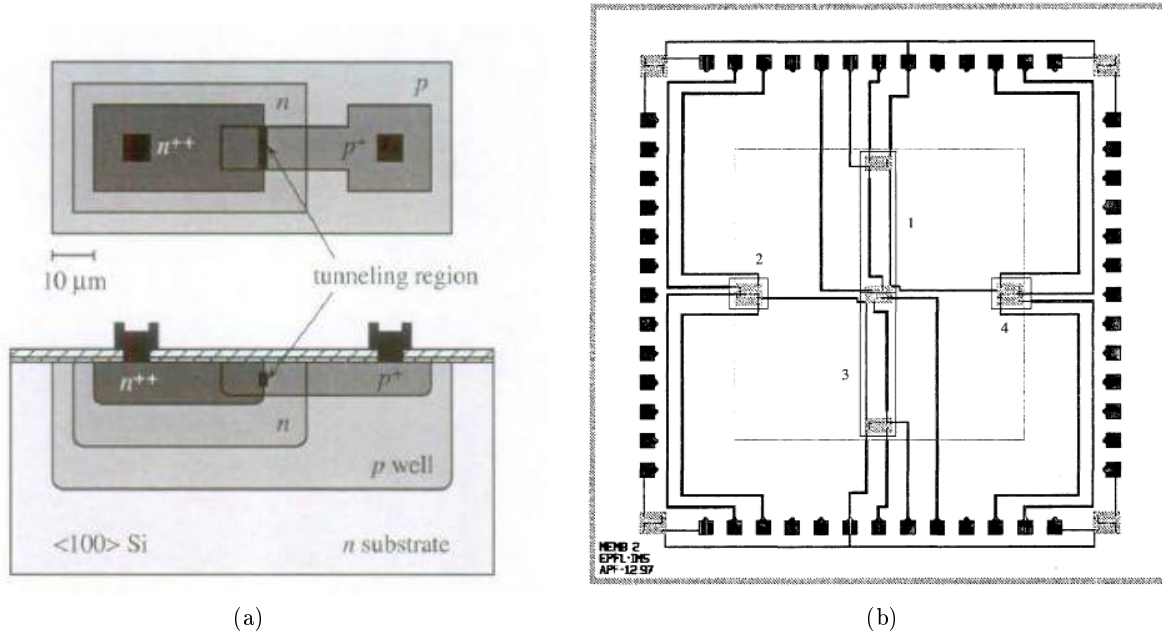 p
n
n++
p+
10 µm
tunneling region
n++
p+
n
p well
<100> Si
n substrate
(a)
1
2
3
4
MEMB 2
EPFL-IMS
APF-12.97
(b)